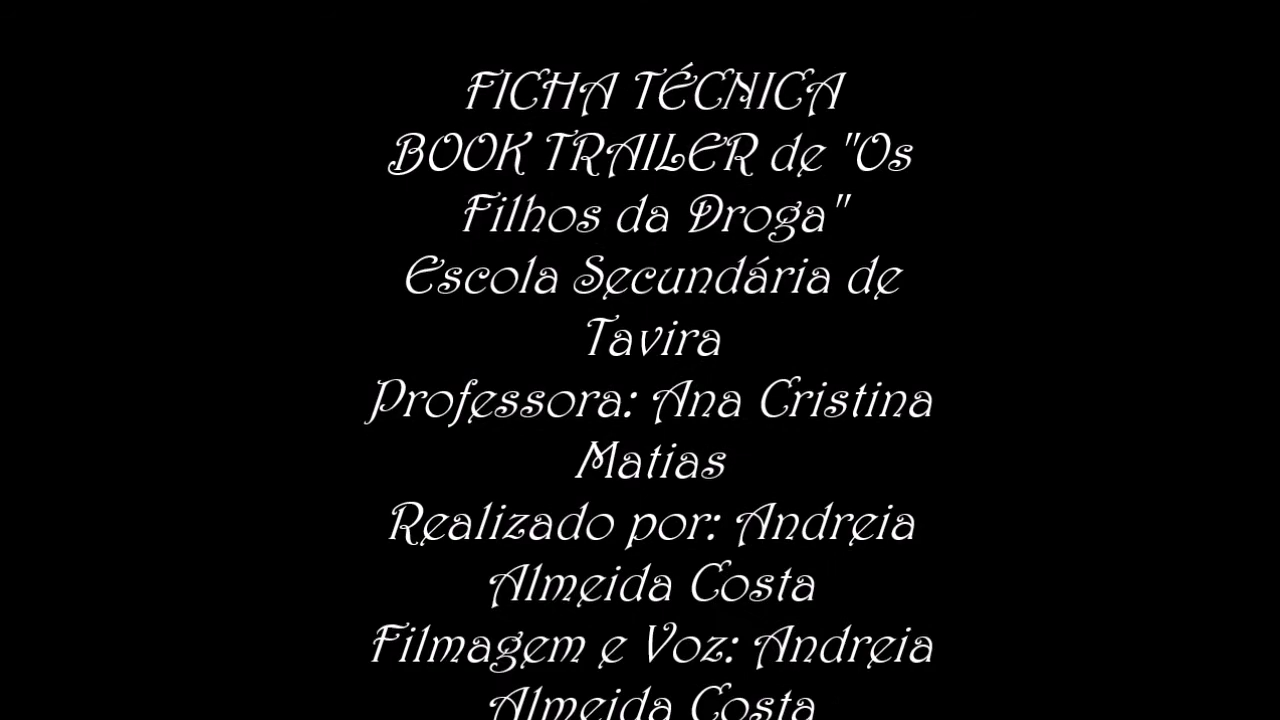 FICHA TÉCNICA
BOOK TRAILER de "Os
Filhos da Droga"
Escola Secundária de
Tavira
Professora: Ana Cristina
Matias
Realizado por: Andreia
Almeida Costa
Filmagem e Voz: Andreia
Almeida Costa